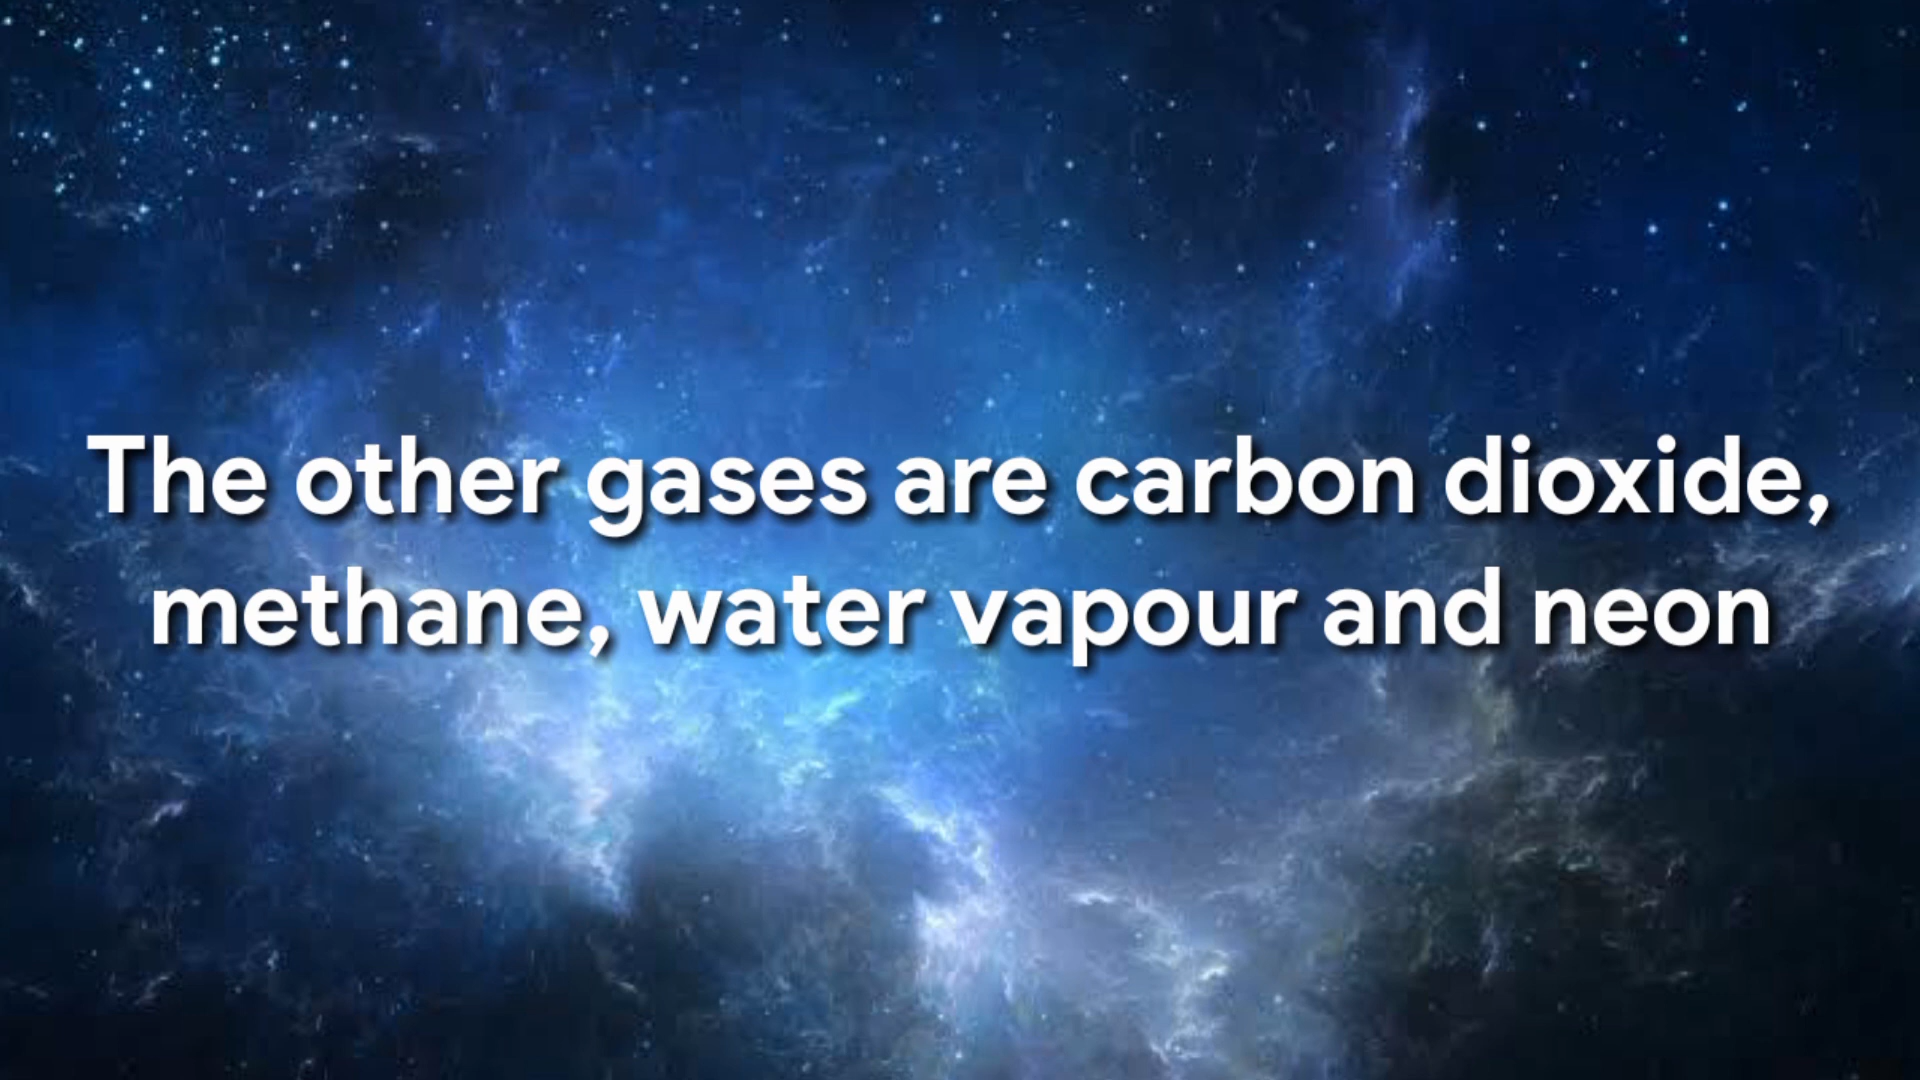 The other gases are carbon dioxide,
methane, water vapour and neon